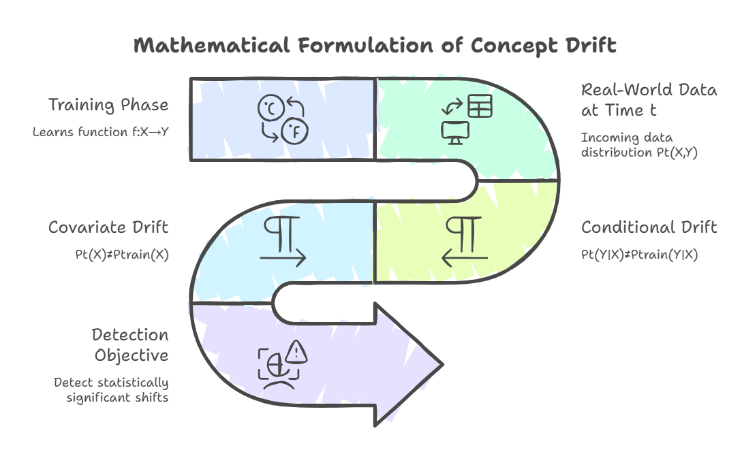 Mathematical Formulation of Concept Drift
Training Phase
Learns function f:X→Y
°C
°F
Real-World Data
at Time t
Incoming data
distribution Pt(X,Y)
Covariate Drift
Pt(X)≠Ptrain(X)
¶
¶
Conditional Drift
Pt(Y|X)≠Ptrain(Y|X)
Detection
Objective
Detect statistically
significant shifts